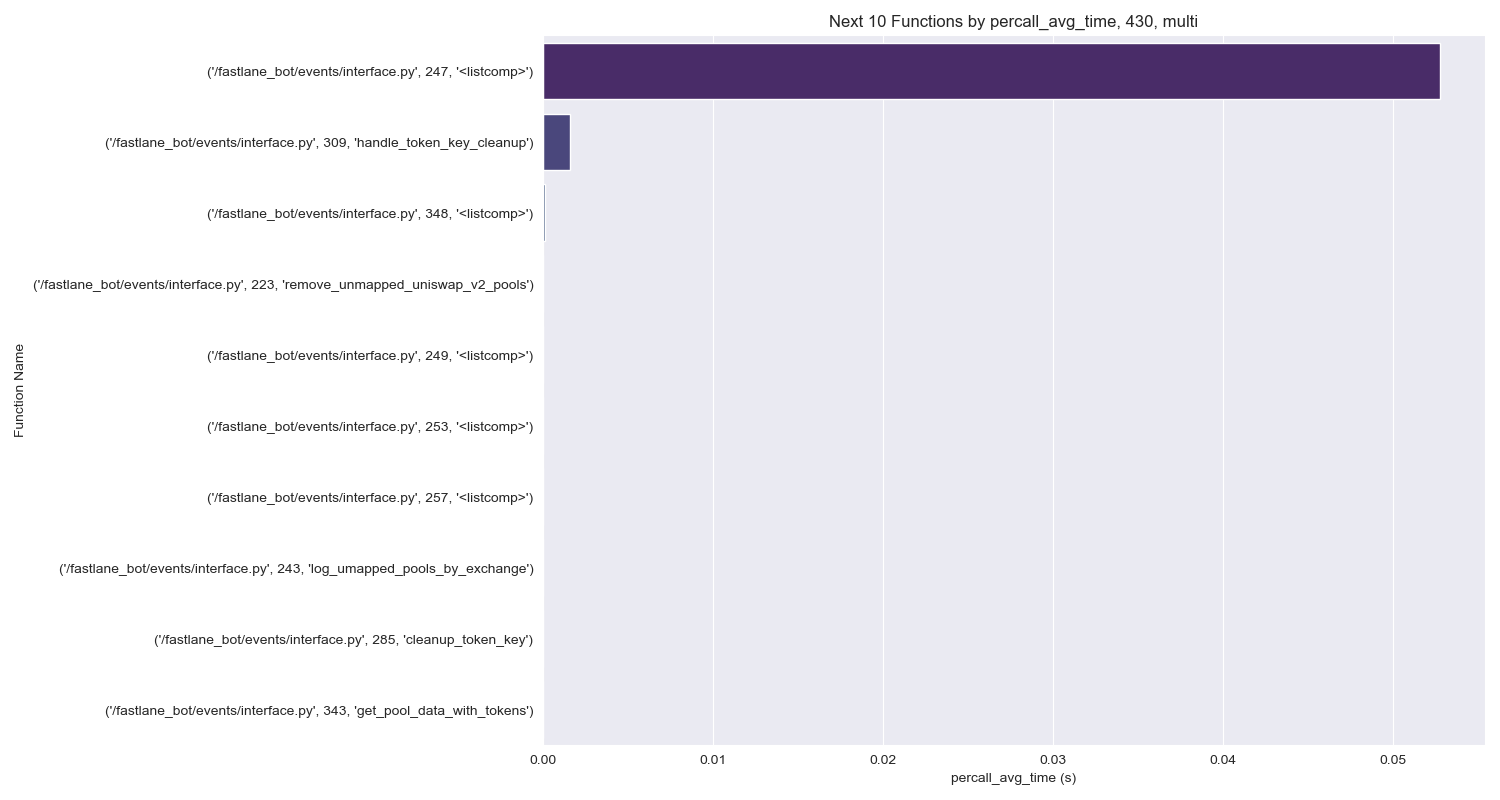 Next 10 Functions by percall_avg_time, 430, multi
('/fastlane_bot/events/interface.py', 247, '<listcomp>')
('/fastlane_bot/events/interface.py', 309, 'handle_token_key_cleanup')
('/fastlane_bot/events/interface.py', 348, '<listcomp>')
('/fastlane_bot/events/interface.py', 223, 'remove_unmapped_uniswap_v2_pools')
('/fastlane_bot/events/interface.py', 249, '<listcomp>')
('/fastlane_bot/events/interface.py', 253, '<listcomp>')
('/fastlane_bot/events/interface.py', 257, '<listcomp>')
('/fastlane_bot/events/interface.py', 243, 'log_umapped_pools_by_exchange')
('/fastlane_bot/events/interface.py', 285, 'cleanup_token_key')
('/fastlane_bot/events/interface.py', 343, 'get_pool_data_with_tokens')
Function Name
0.00 0.01 0.02 0.03 0.04 0.05
percall_avg_time (s)